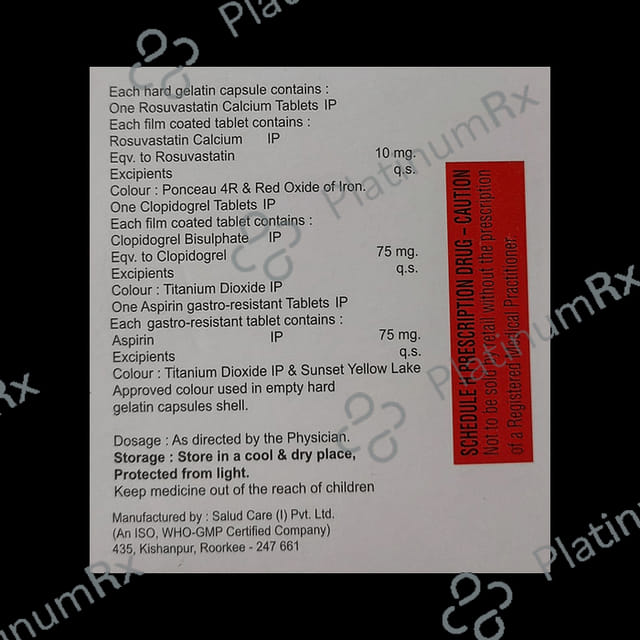 Each hard gelatin capsule contains :
One Rosuvastatin Calcium Tablets IP
Each film coated tablet contains :
Rosuvastatin Calcium IP
Eqv. to Rosuvastatin 10 mg.
Excipients q.s.
Colour : Ponceau 4R & Red Oxide of Iron.
One Clopidogrel Tablets IP
Each film coated tablet contains :
Clopidogrel Bisulphate IP
Eqv. to Clopidogrel 75 mg.
Excipients q.s.
Colour : Titanium Dioxide IP
One Aspirin gastro-resistant Tablets IP
Each gastro-resistant tablet contains :
Aspirin IP 75 mg.
Excipients q.s.
Colour : Titanium Dioxide IP & Sunset Yellow Lake
Approved colour used in empty hard
gelatin capsules shell.
Dosage : As directed by the Physician.
Storage : Store in a cool & dry place,
Protected from light.
Keep medicine out of the reach of children
Manufactured by : Salud Care (I) Pvt. Ltd.
(An ISO, WHO-GMP Certified Company)
435, Kishanpur, Roorkee - 247 661
SCHEDULE PRESCRIPTION DRUG – CAUTION
Not to be sold by retail without the prescription
of a Registered Medical Practitioner.
PlatinumRx
PlatinumRx
PlatinumRx
Rx
inumRx
Platin